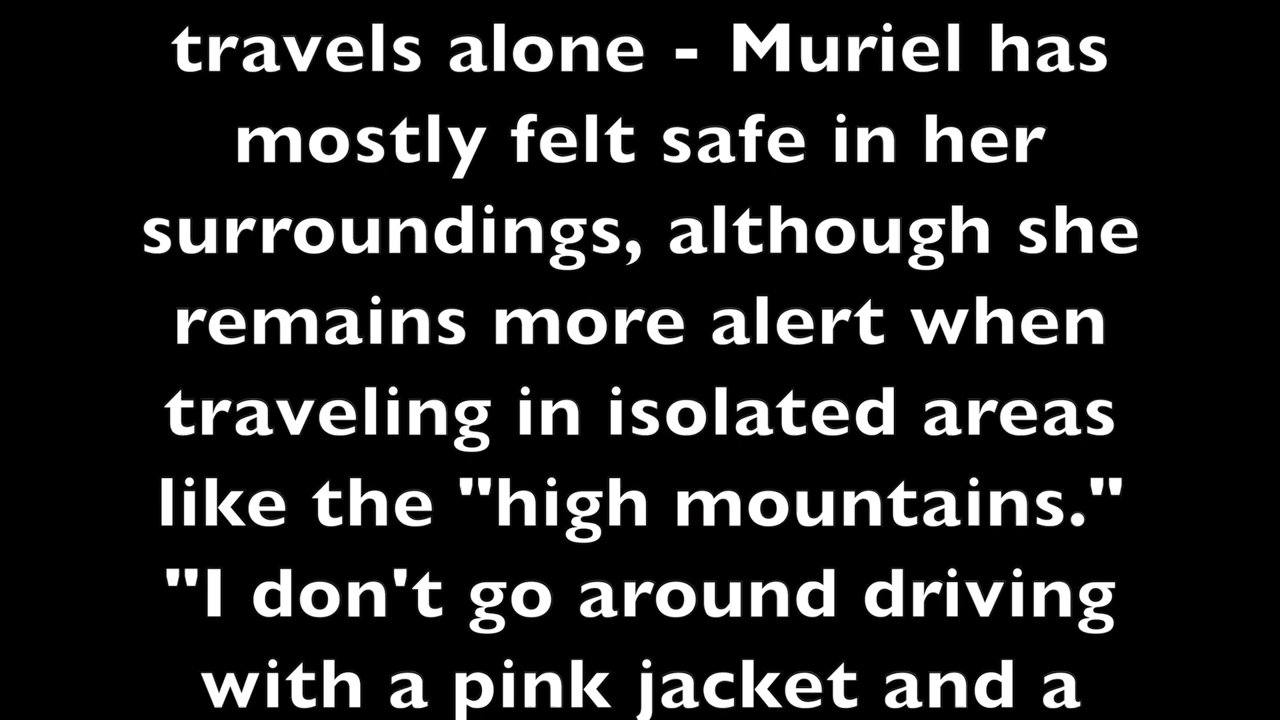 travels alone - Muriel has
mostly felt safe in her
surroundings, although she
remains more alert when
traveling in isolated areas
like the "high mountains."
"I don't go around driving
with a pink jacket and a